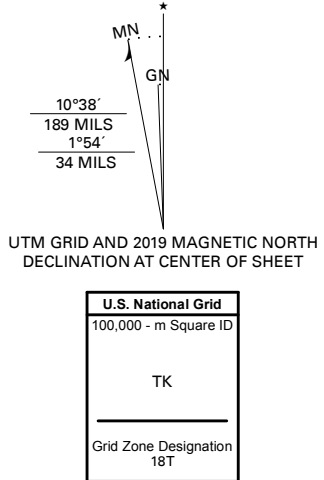 ★
MN
GN
10°38´
189 MILS
1°54´
34 MILS
UTM GRID AND 2019 MAGNETIC NORTH
DECLINATION AT CENTER OF SHEET
U.S. National Grid
100,000 - m Square ID
TK
Grid Zone Designation
18T